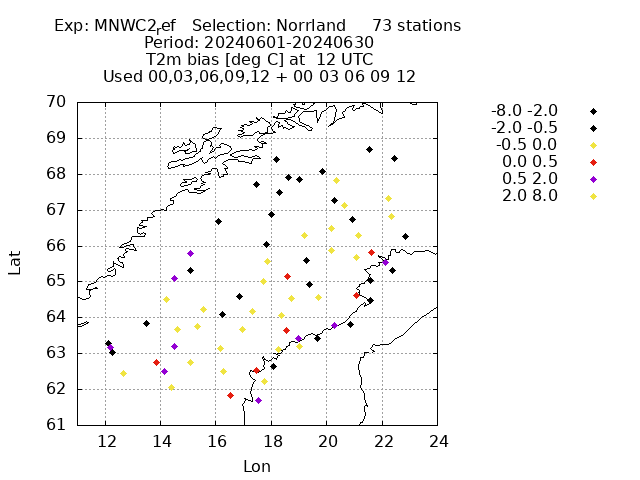 Exp: MNWC2ref   Selection: Norrland     73 stations
Period: 20240601-20240630
T2m bias [deg C] at  12 UTC
Used 00,03,06,09,12 + 00 03 06 09 12
-8.0 -2.0
-2.0 -0.5
-0.5 0.0
0.0 0.5
0.5 2.0
2.0 8.0
70
69
68
67
66
65
64
63
62
61
Lat
12 14 16 18 20 22 24
Lon